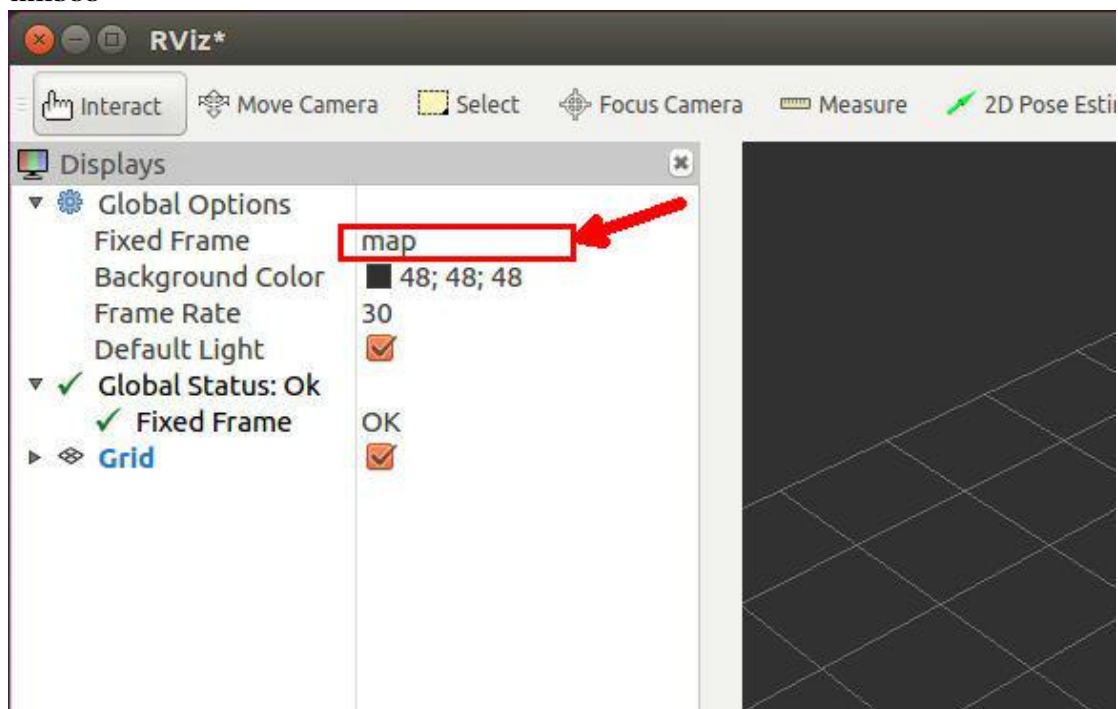 RViz*
Interact Move Camera Select Focus Camera Measure 2D Pose Esti
Displays
Global Options
Fixed Frame map
Background Color 48; 48; 48
Frame Rate 30
Default Light
Global Status: Ok
Fixed Frame OK
Grid